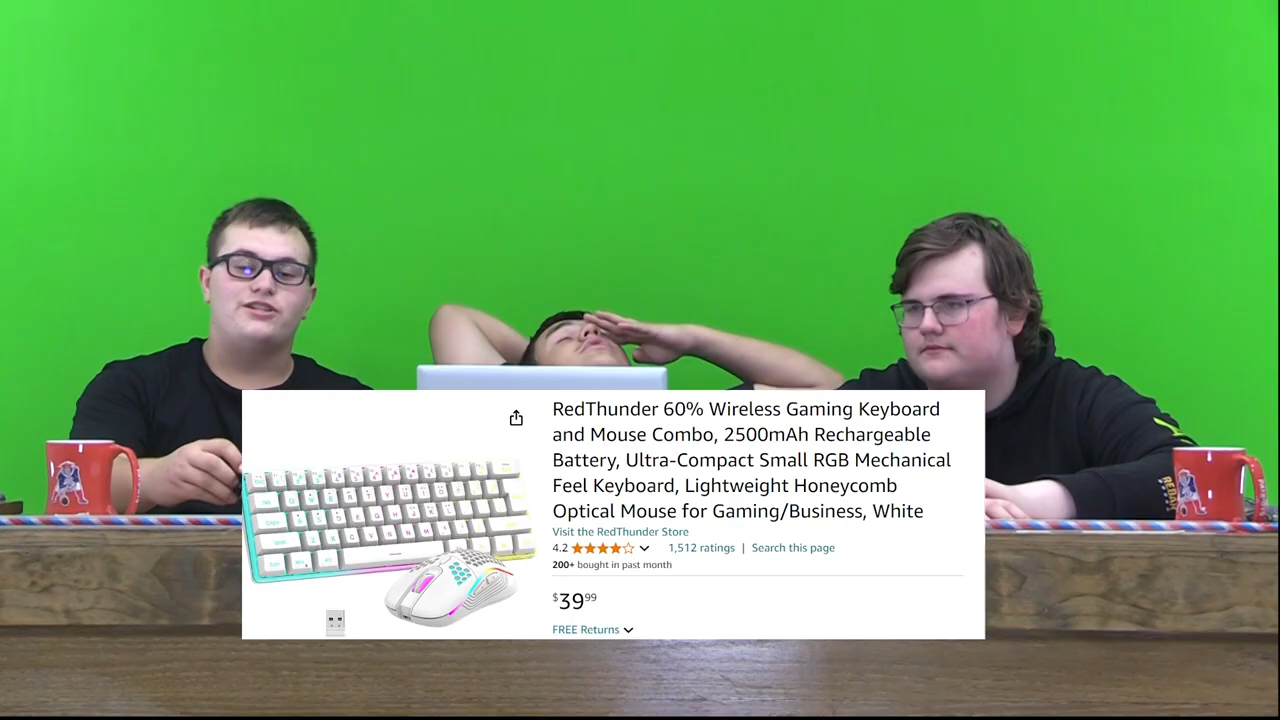 RedThunder 60% Wireless Gaming Keyboard
and Mouse Combo, 2500mAh Rechargeable
Battery, Ultra-Compact Small RGB Mechanical
Feel Keyboard, Lightweight Honeycomb
Optical Mouse for Gaming/Business, White
Visit the RedThunder Store
4.2 1,512 ratings | Search this page
200+ bought in past month
$39.99
FREE Returns